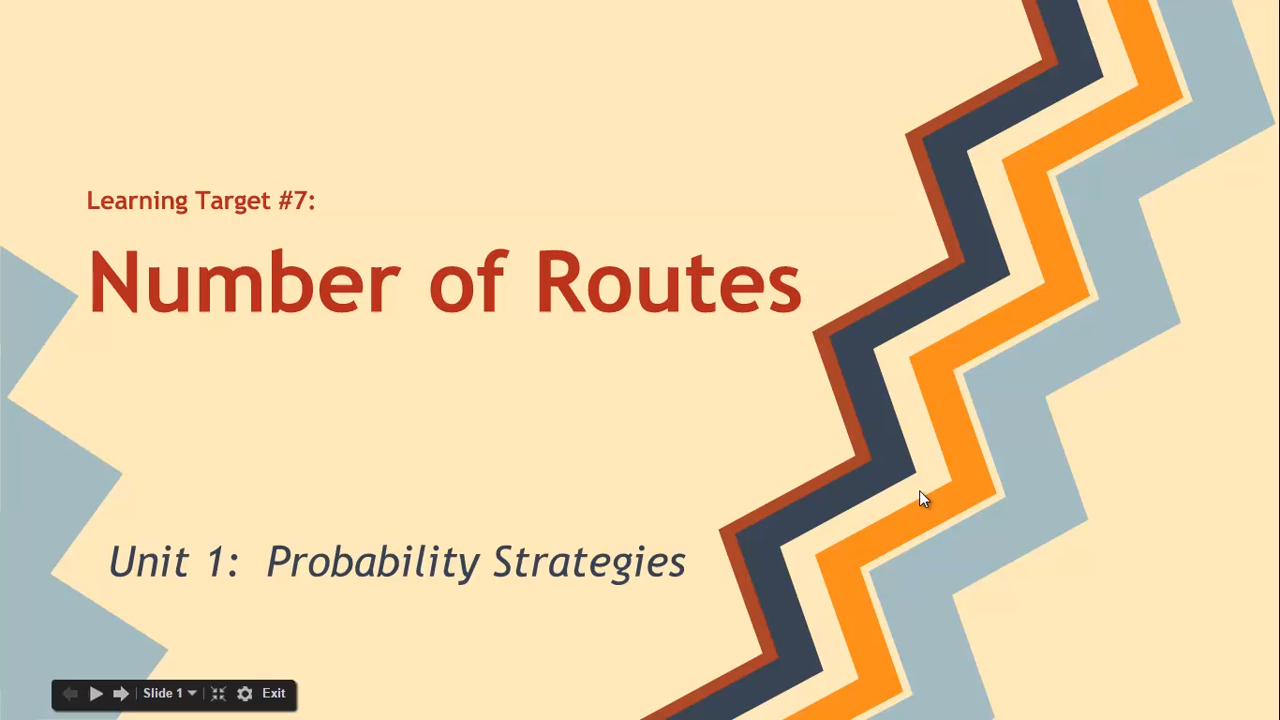 Learning Target #7:
Number of Routes
Unit 1: Probability Strategies
Slide 1
Exit